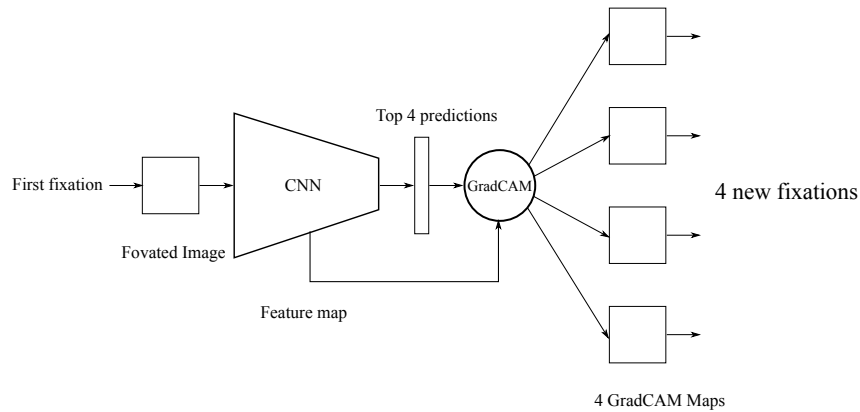 First fixation
Fovated Image
CNN
Feature map
Top 4 predictions
GradCAM
4 new fixations
4 GradCAM Maps